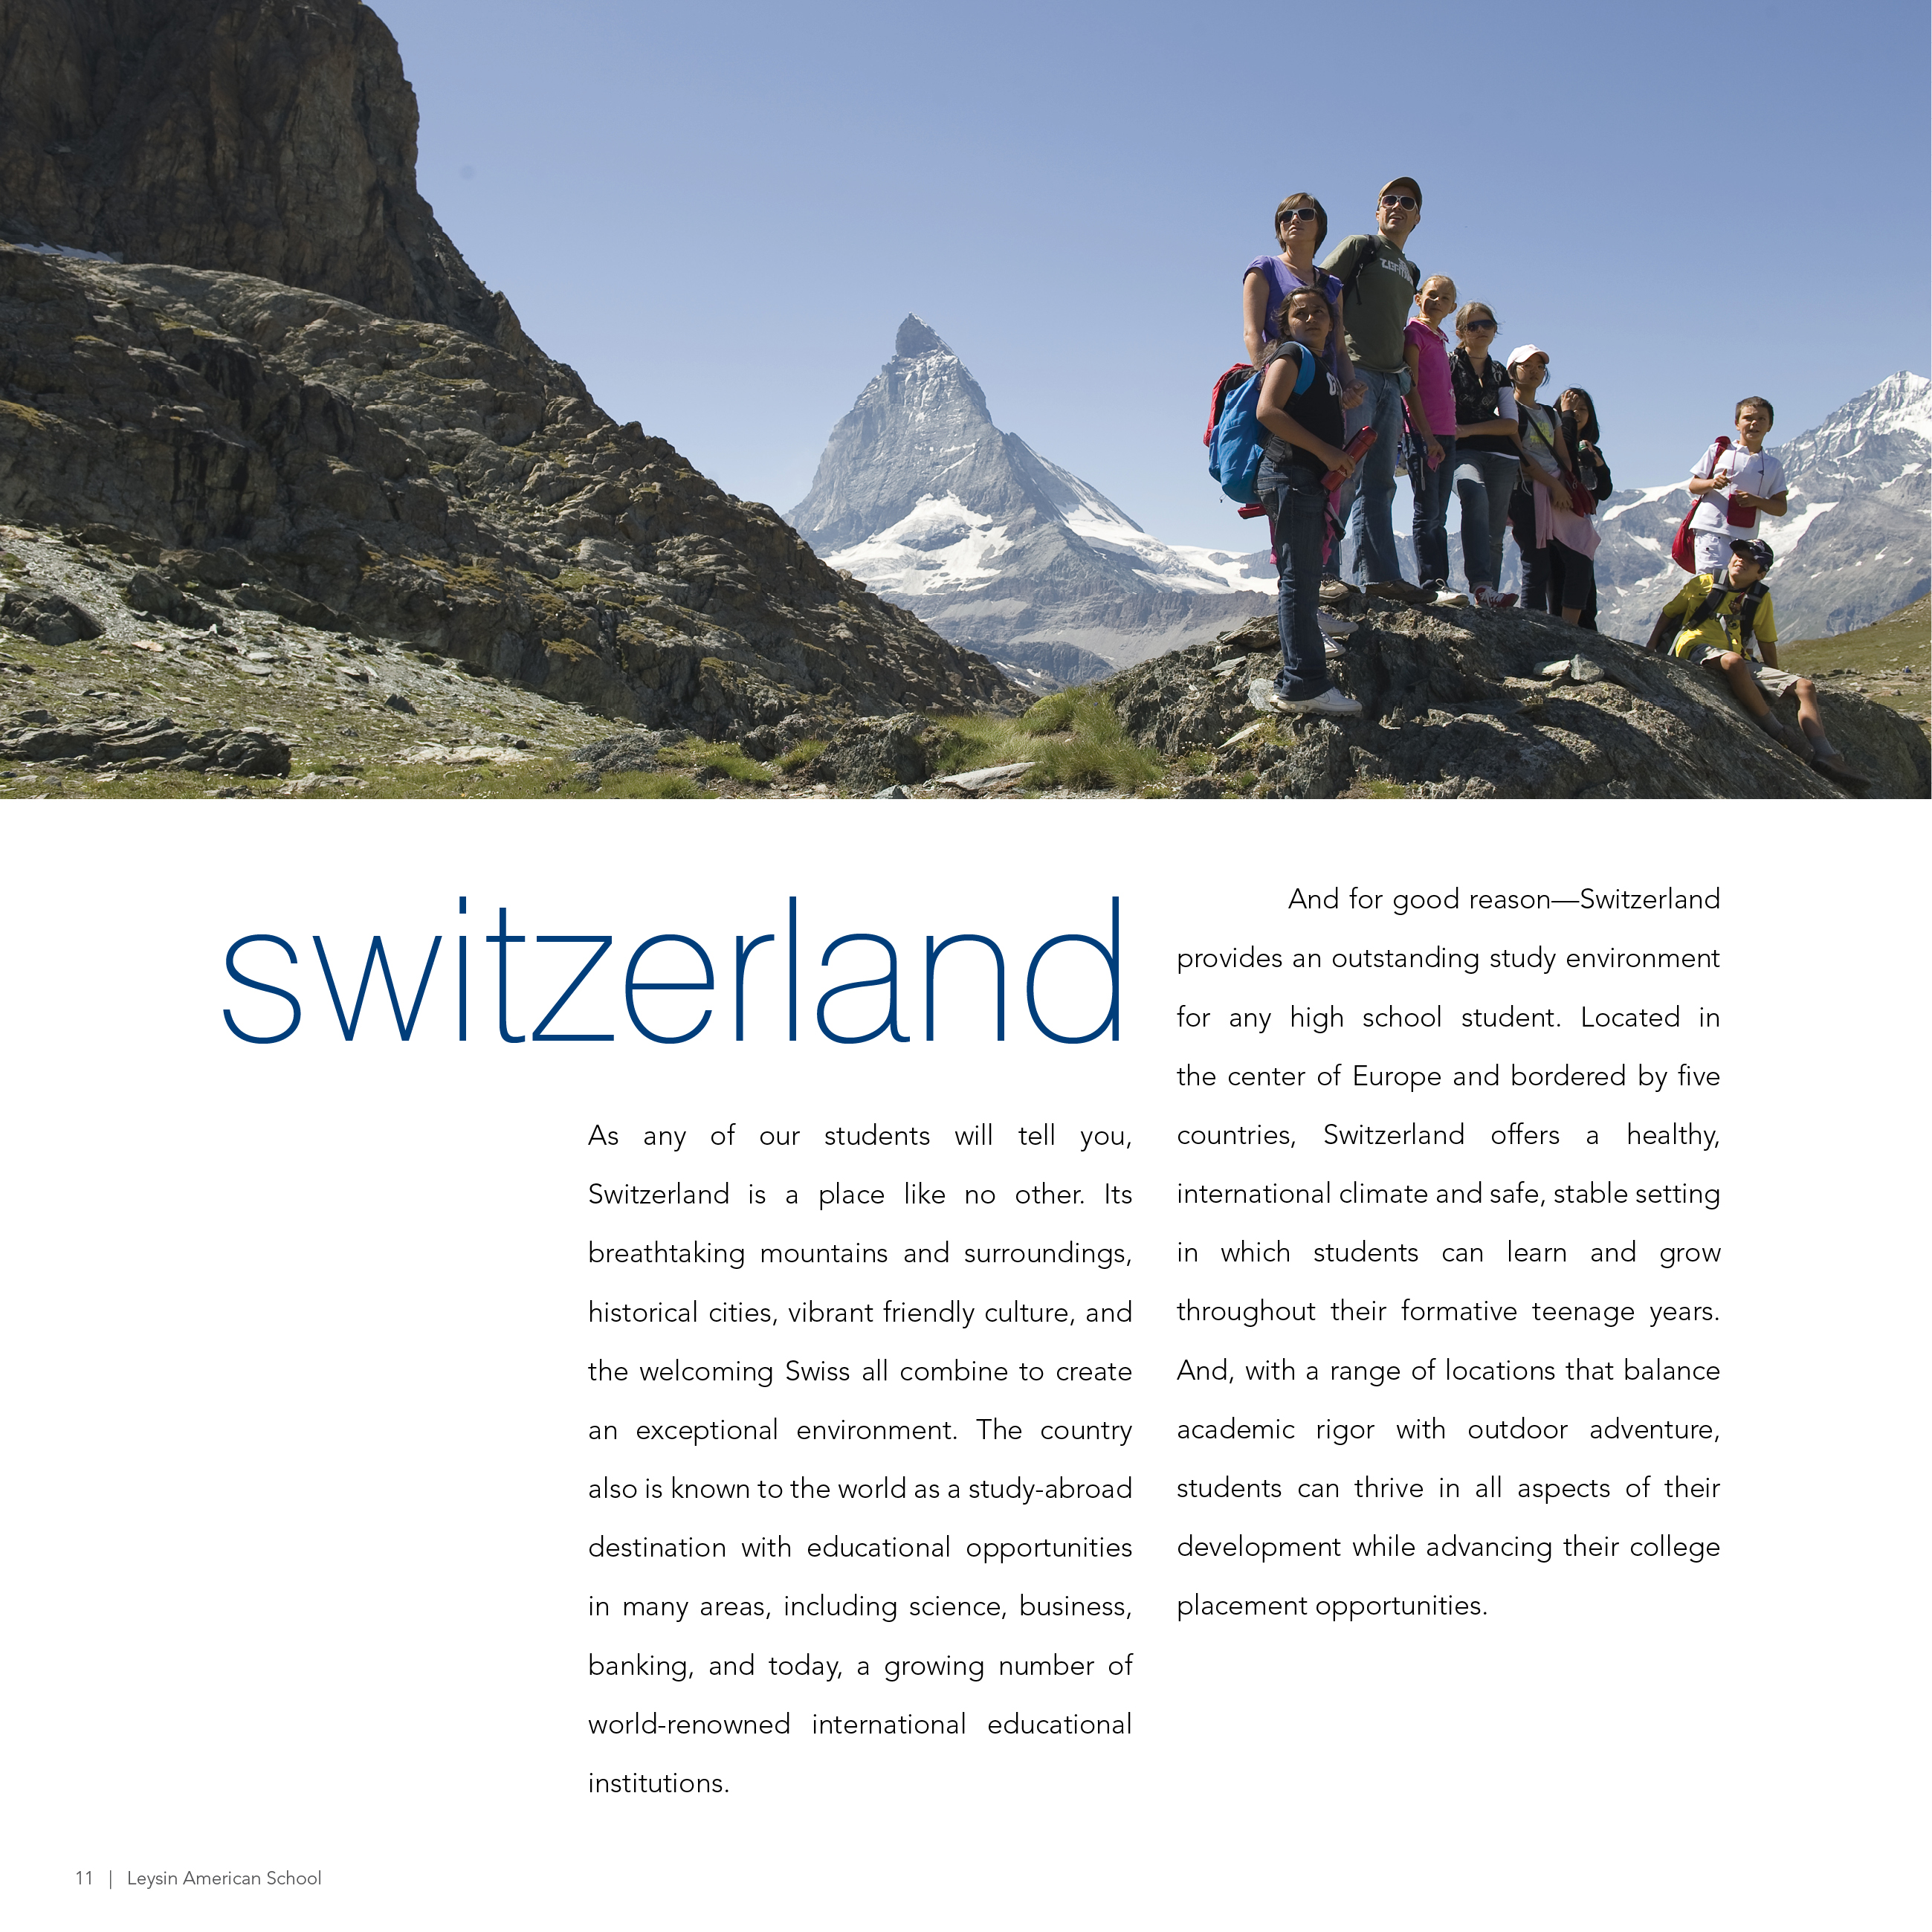 switzerland
As any of our students will tell you,
Switzerland is a place like no other. Its
breathtaking mountains and surroundings,
historical cities, vibrant friendly culture, and
the welcoming Swiss all combine to create
an exceptional environment. The country
also is known to the world as a study-abroad
destination with educational opportunities
in many areas, including science, business,
banking, and today, a growing number of
world-renowned international educational
institutions.
And for good reason—Switzerland
provides an outstanding study environment
for any high school student. Located in
the center of Europe and bordered by five
countries, Switzerland offers a healthy,
international climate and safe, stable setting
in which students can learn and grow
throughout their formative teenage years.
And, with a range of locations that balance
academic rigor with outdoor adventure,
students can thrive in all aspects of their
development while advancing their college
placement opportunities.
11 | Leysin American School